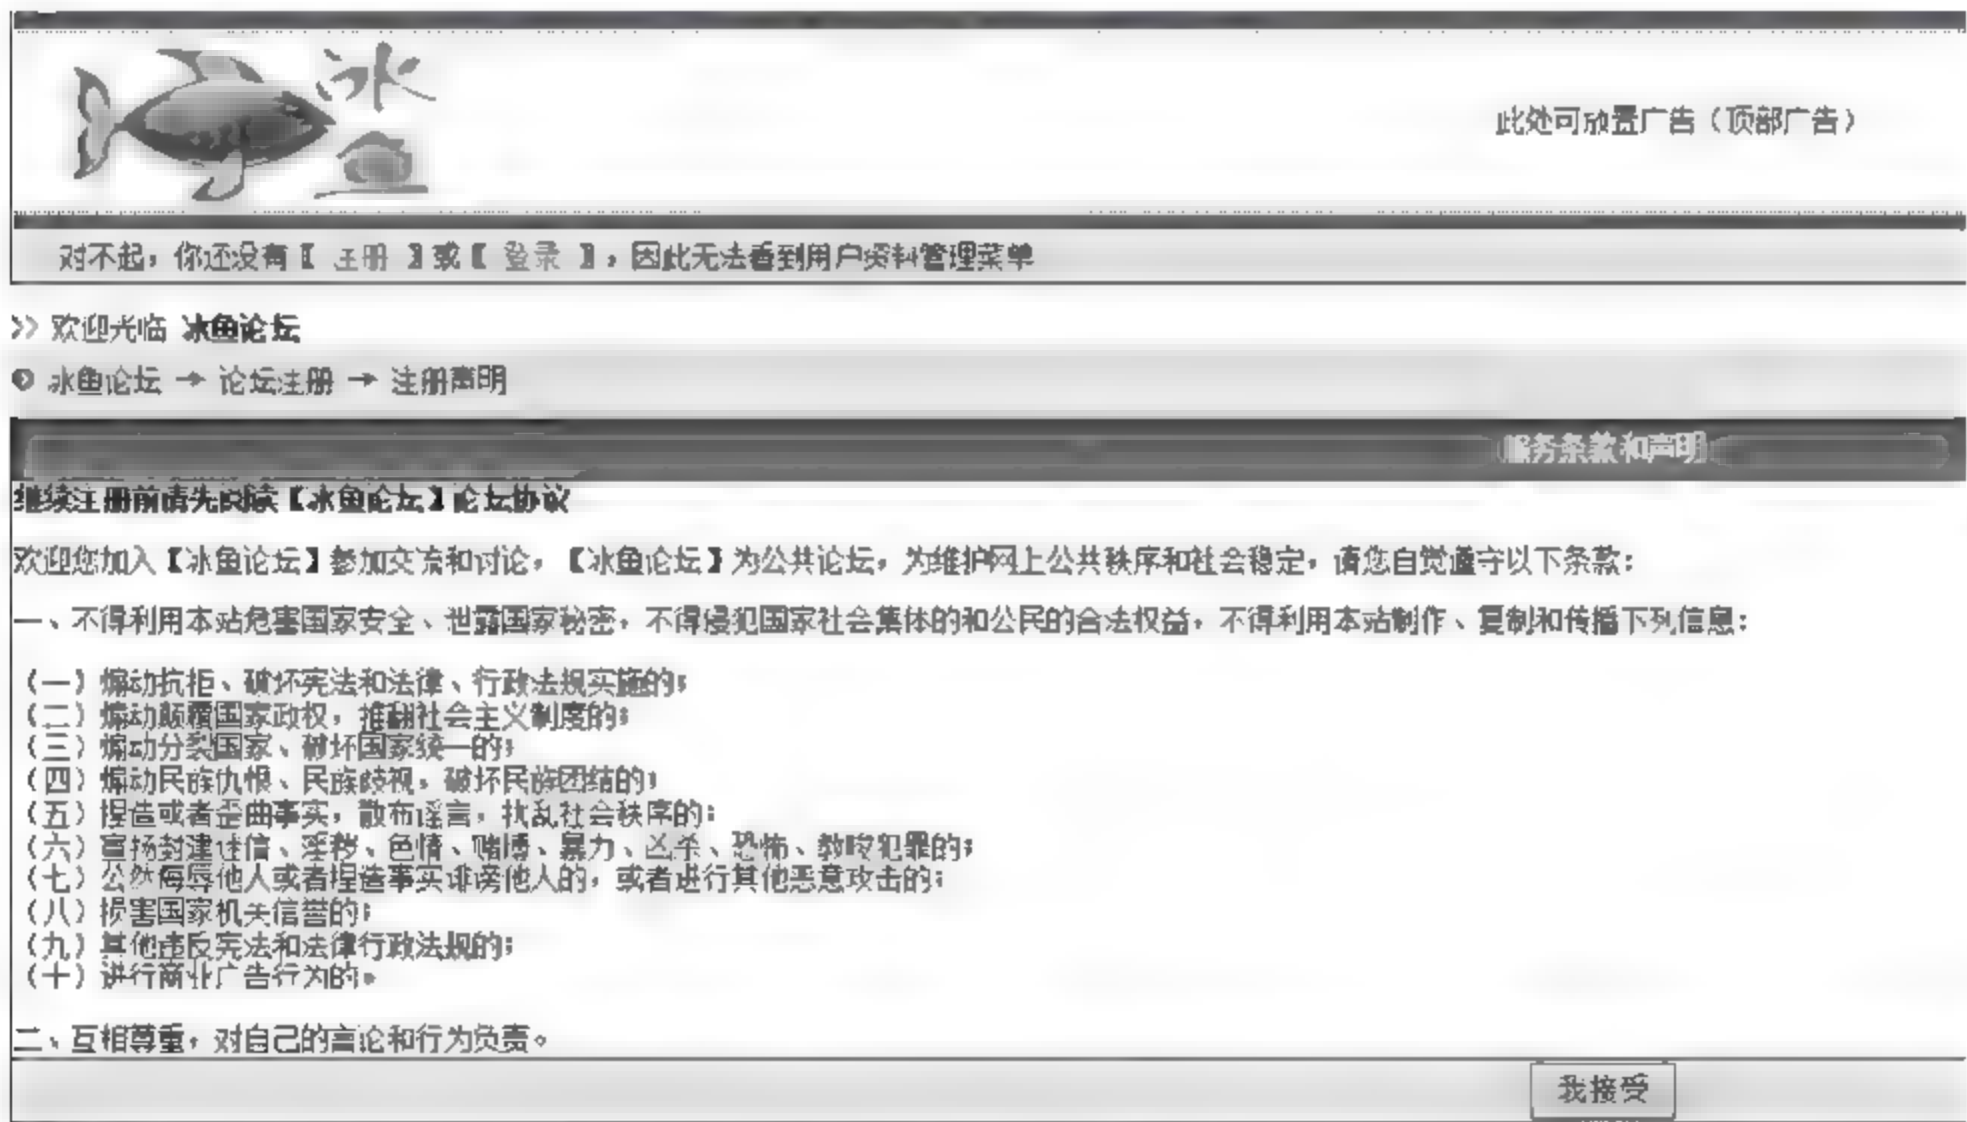 冰鱼
此处可放置广告（顶部广告）
对不起，你还没有【 注册 】或【 登录 】，因此无法看到用户资料管理菜单
>> 欢迎光临 冰鱼论坛
冰鱼论坛 → 论坛注册 → 注册声明
服务条款和声明
继续注册前请先阅读【冰鱼论坛】论坛协议
欢迎您加入【冰鱼论坛】参加交流和讨论，【冰鱼论坛】为公共论坛，为维护网上公共秩序和社会稳定，请您自觉遵守以下条款：
一、不得利用本站危害国家安全、泄露国家秘密，不得侵犯国家社会集体的和公民的合法权益，不得利用本站制作、复制和传播下列信息：
（一）煽动抗拒、破坏宪法和法律、行政法规实施的；
（二）煽动颠覆国家政权，推翻社会主义制度的；
（三）煽动分裂国家、破坏国家统一的；
（四）煽动民族仇恨、民族歧视，破坏民族团结的；
（五）捏造或者歪曲事实，散布谣言，扰乱社会秩序的；
（六）宣扬封建迷信、淫秽、色情、赌博、暴力、凶杀、恐怖、教唆犯罪的；
（七）公然侮辱他人或者捏造事实诽谤他人的，或者进行其他恶意攻击的；
（八）损害国家机关信誉的；
（九）其他违反宪法和法律行政法规的；
（十）进行商业广告行为的。
二、互相尊重，对自己的言论和行为负责。
我接受